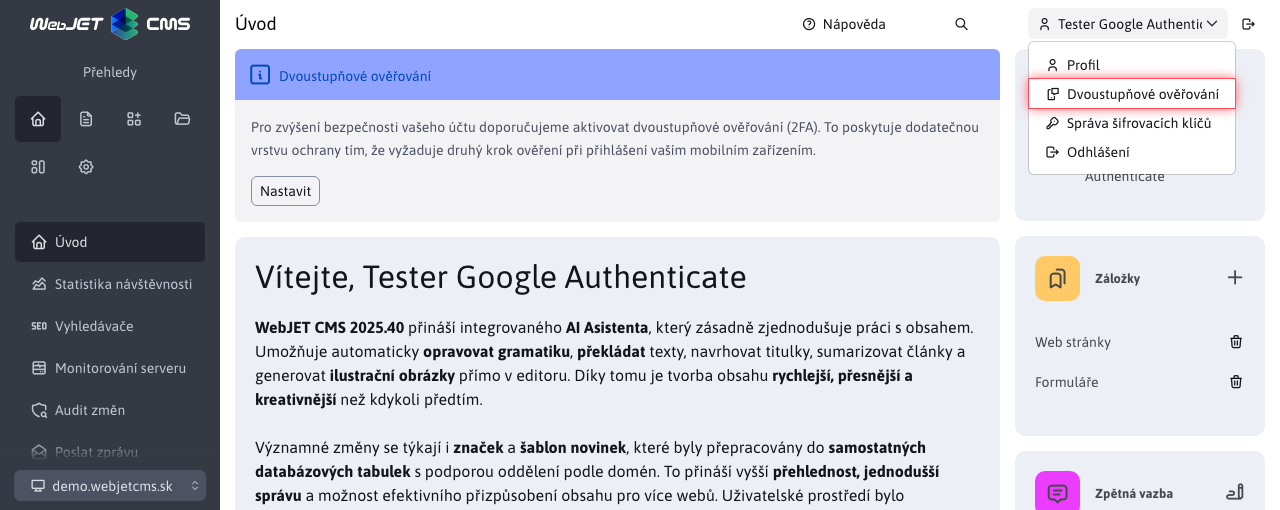 WebJET CMS
Přehledy
Úvod
Statistika návštěvnosti
SEO Vyhledávače
Monitorování serveru
Audit změn
Poslat zprávu
demo.webjetcms.sk
Úvod
Nápověda
Tester Google Authentic
Profil
Dvoustupňové ověřování
Správa šifrovacích klíčů
Odhlášení
Authenticate
Dvoustupňové ověřování
Pro zvýšení bezpečnosti vašeho účtu doporučujeme aktivovat dvoustupňové ověřování (2FA). To poskytuje dodatečnou
vrstvu ochrany tím, že vyžaduje druhý krok ověření při přihlášení vaším mobilním zařízením.
Nastavit
Vítejte, Tester Google Authenticate
WebJET CMS 2025.40 přináší integrovaného AI Asistenta, který zásadně zjednodušuje práci s obsahem.
Umožňuje automaticky opravovat gramatiku, překládat texty, navrhovat titulky, sumarizovat články a
generovat ilustrační obrázky přímo v editoru. Díky tomu je tvorba obsahu rychlejší, přesnější a
kreativnější než kdykoli předtím.
Významné změny se týkají i značek a šablon novinek, které byly přepracovány do samostatných
databázových tabulek s podporou oddělení podle domén. To přináší vyšší přehlednost, jednodušší
správu a možnost efektivního přizpůsobení obsahu pro více webů. Uživatelské prostředí bylo
Záložky
Web stránky
Formuláře
Zpětná vazba